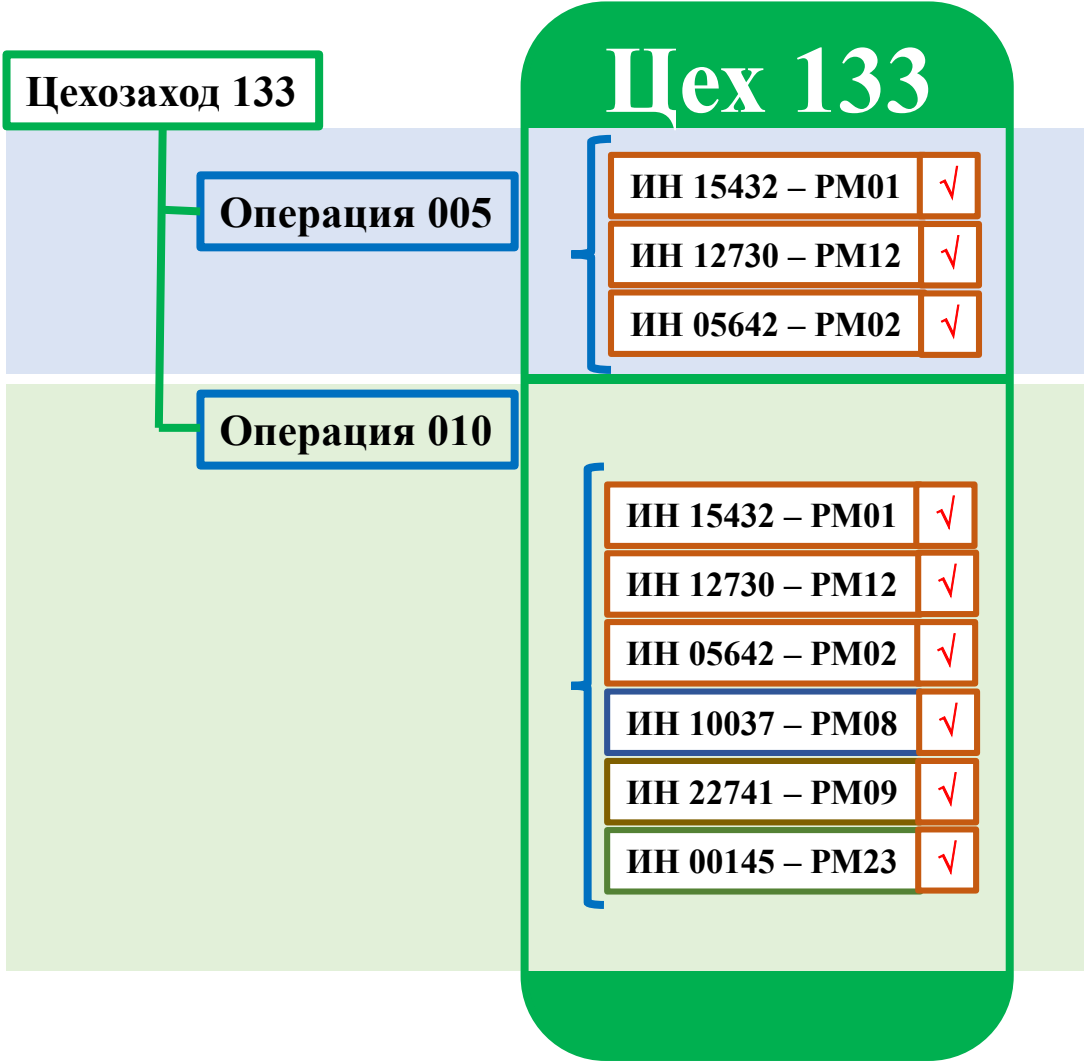 Цех 133
Цехозаход 133
Операция 005
ИН 15432 – РМ01 √
ИН 12730 – РМ12 √
ИН 05642 – РМ02 √
Операция 010
ИН 15432 – РМ01 √
ИН 12730 – РМ12 √
ИН 05642 – РМ02 √
ИН 10037 – РМ08 √
ИН 22741 – РМ09 √
ИН 00145 – РМ23 √